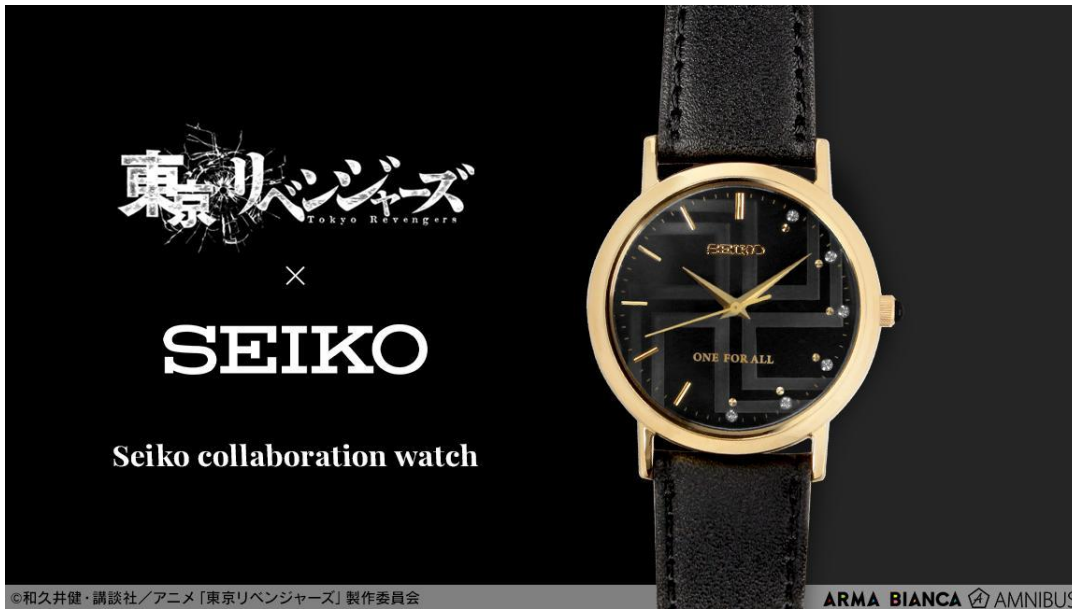 東京リベンジャーズ
Tokyo Revengers
×
SEIKO
Seiko collaboration watch
SEIKO
ONE FOR ALL
©和久井健・講談社／アニメ「東京リベンジャーズ」製作委員会
ARMA BIANCA AMNIBUS